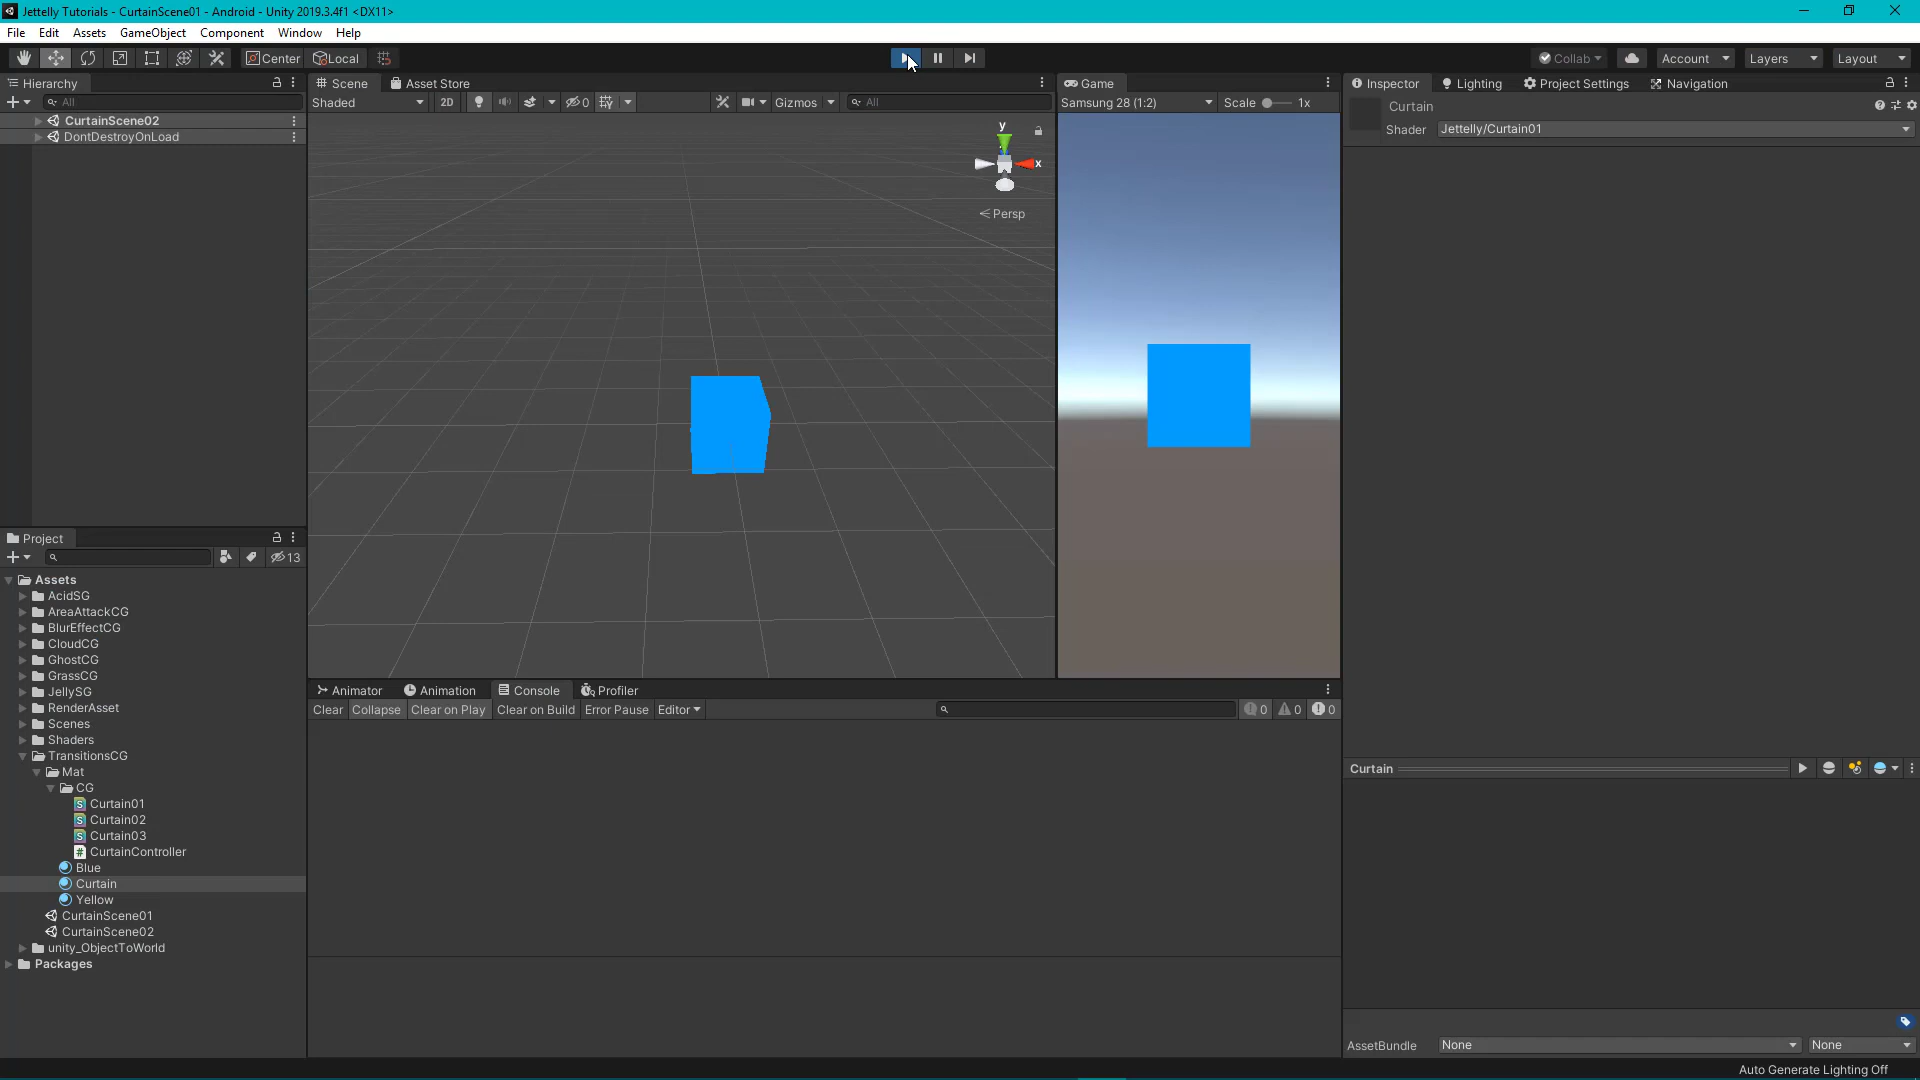 Jettelly Tutorials - CurtainScene01 - Android - Unity 2019.3.4f1 <DX11>
File Edit Assets GameObject Component Window Help
Center Local Collab Account Layers Layout
Hierarchy
All
CurtainScene02
DontDestroyOnLoad
Scene Asset Store
Shaded 2D 0 Gizmos All
y
x
Persp
Game
Samsung 28 (1:2) Scale 1x
Inspector Lighting Project Settings Navigation
Curtain
Shader Jettelly/Curtain01
Project
13
Assets
AcidSG
AreaAttackCG
BlurEffectCG
CloudCG
GhostCG
GrassCG
JellySG
RenderAsset
Scenes
Shaders
TransitionsCG
Mat
CG
Curtain01
Curtain02
Curtain03
CurtainController
Blue
Curtain
Yellow
CurtainScene01
CurtainScene02
unity_ObjectToWorld
Packages
Animator Animation Console Profiler
Clear Collapse Clear on Play Clear on Build Error Pause Editor 0 0 0
Curtain
AssetBundle None None
Auto Generate Lighting Off